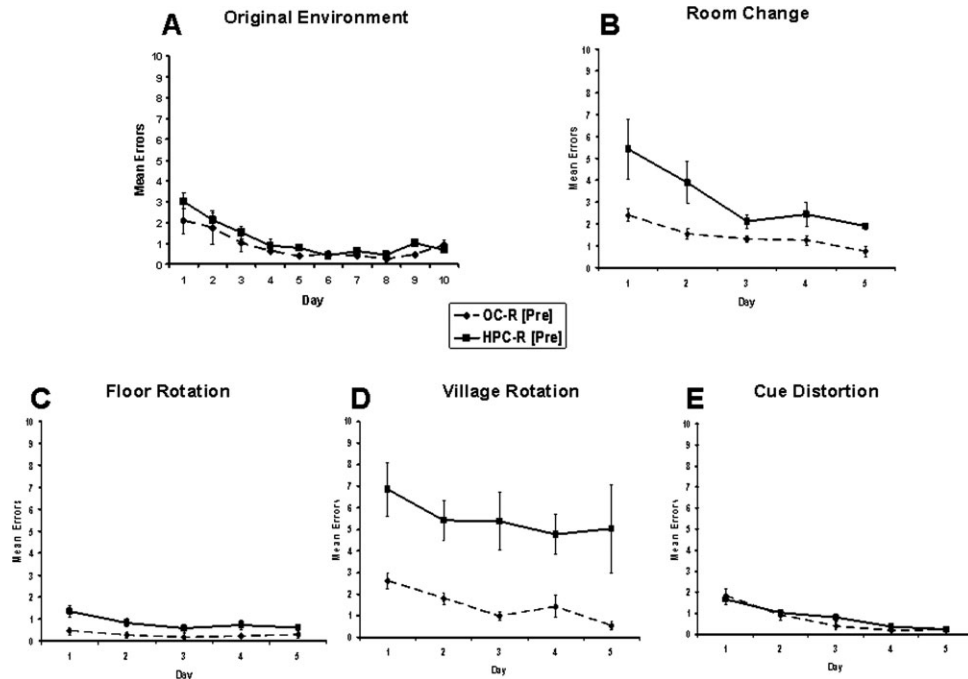 A
Original Environment
10
9
8
7
6
5
4
3
2
1
0
Mean Errors
1 2 3 4 5 6 7 8 9 10
Day
B
Room Change
10
9
8
7
6
5
4
3
2
1
0
Mean Errors
1 2 3 4 5
Day
OC-R [Pre]
HPC-R [Pre]
C
Floor Rotation
10
9
8
7
6
5
4
3
2
1
0
Mean Errors
1 2 3 4 5
Day
D
Village Rotation
10
9
8
7
6
5
4
3
2
1
0
Mean Errors
1 2 3 4 5
Day
E
Cue Distortion
10
9
8
7
6
5
4
3
2
1
0
Mean Errors
1 2 3 4 5
Day